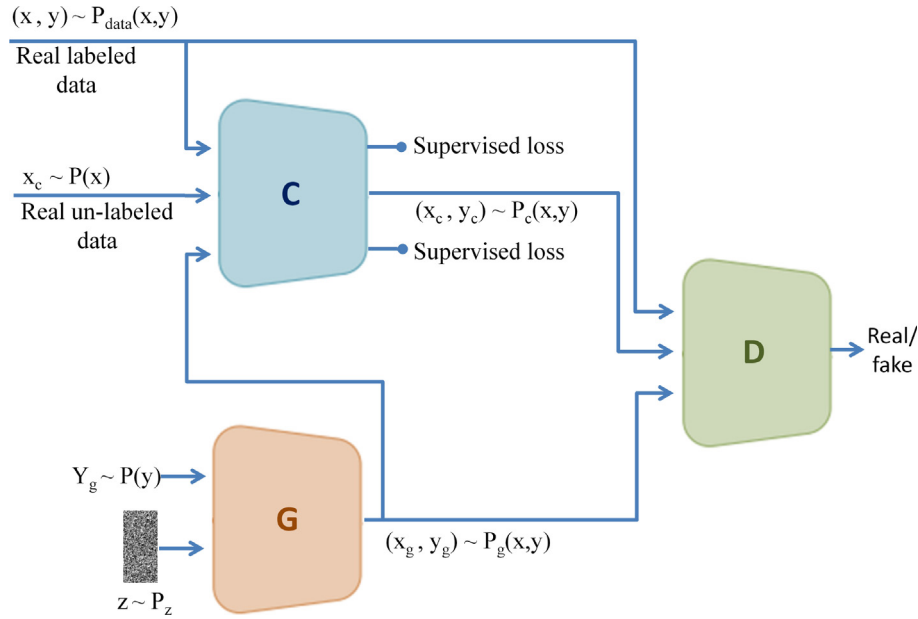 (x , y) ~ P_data(x,y)
Real labeled
data
Supervised loss
C
x_c ~ P(x)
Real un-labeled
data
(x_c , y_c) ~ P_c(x,y)
Supervised loss
D
Real/
fake
Y_g ~ P(y)
G
(x_g , y_g) ~ P_g(x,y)
z ~ P_z